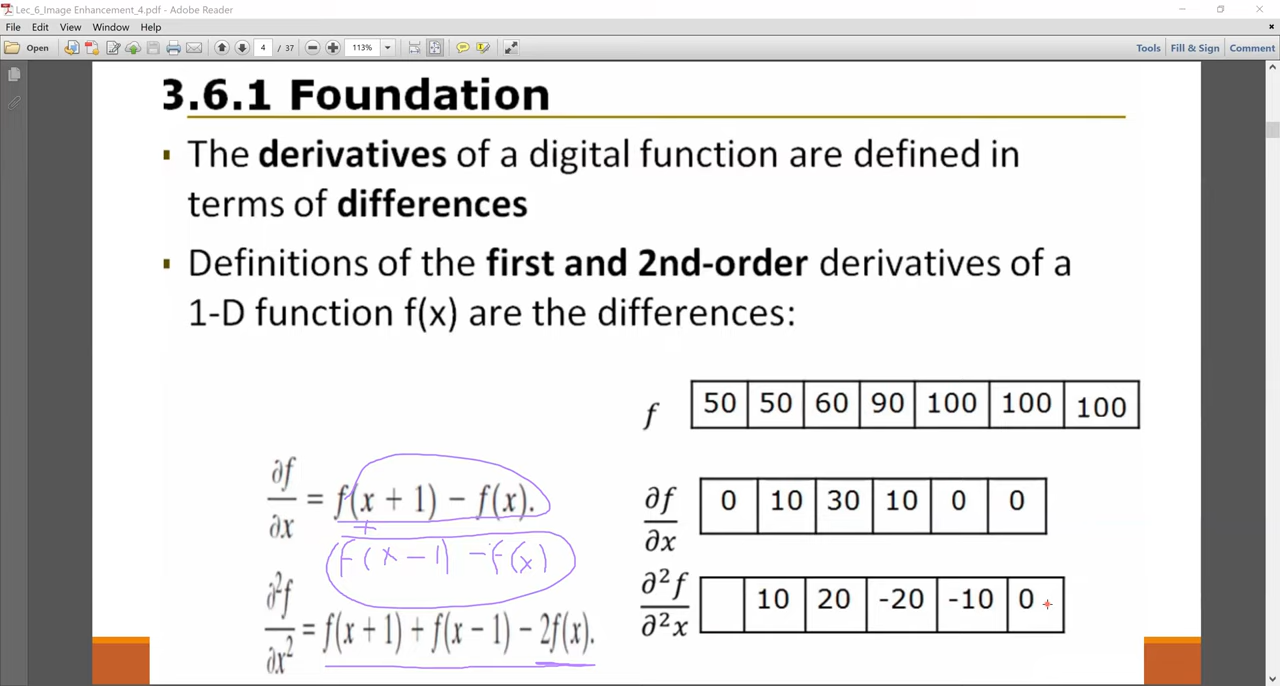 Lec_6_Image Enhancement_4.pdf - Adobe Reader
File Edit View Window Help
Open 4 / 37 113% Tools Fill & Sign Comment
3.6.1 Foundation
▪ The derivatives of a digital function are defined in
terms of differences
▪ Definitions of the first and 2nd-order derivatives of a
1-D function f(x) are the differences:
f 50 50 60 90 100 100 100
∂f/∂x = f(x + 1) − f(x).
+
f(x − 1) − f(x)
∂²f/∂x² = f(x + 1) + f(x − 1) − 2f(x).
∂f/∂x 0 10 30 10 0 0
∂²f/∂²x 10 20 -20 -10 0